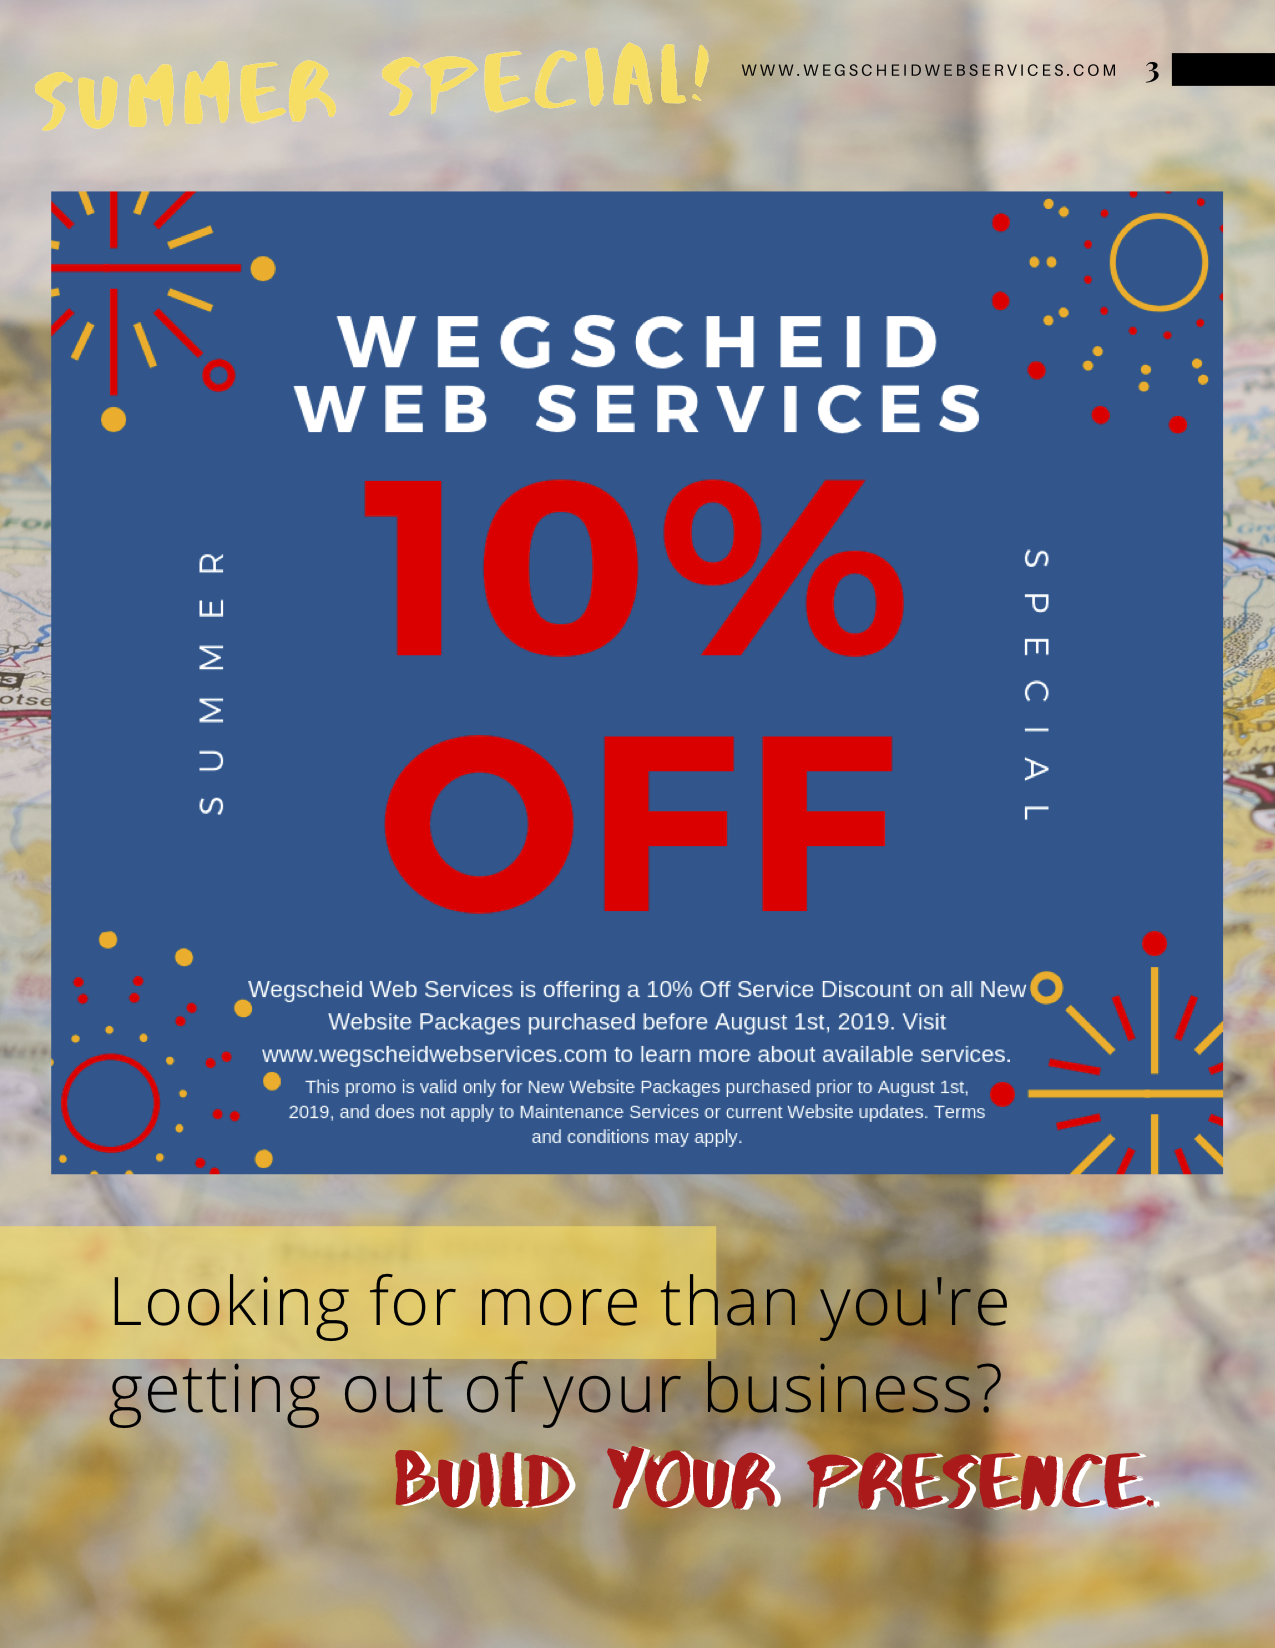 SUMMER SPECIAL!
WWW.WEGSCHEIDWEBSERVICES.COM 3
WEGSCHEID
WEB SERVICES
10%
OFF
SUMMER
SPECIAL
Wegscheid Web Services is offering a 10% Off Service Discount on all New
Website Packages purchased before August 1st, 2019. Visit
www.wegscheidwebservices.com to learn more about available services.
This promo is valid only for New Website Packages purchased prior to August 1st,
2019, and does not apply to Maintenance Services or current Website updates. Terms
and conditions may apply.
Looking for more than you're
getting out of your business?
BUILD YOUR PRESENCE.